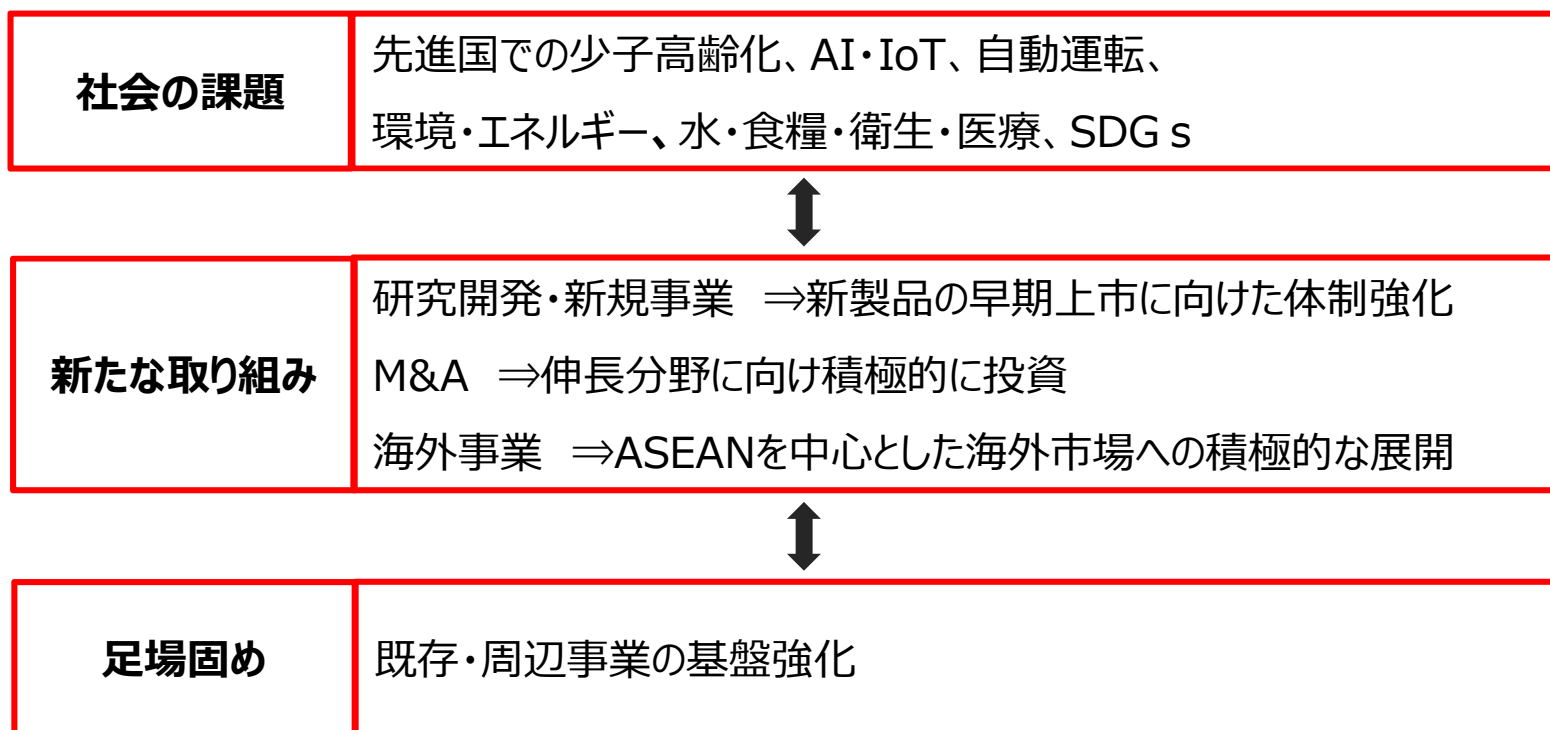 社会の課題
先進国での少子高齢化、AI・IoT、自動運転、
環境・エネルギー、水・食糧・衛生・医療、SDGｓ
新たな取り組み
研究開発・新規事業　⇒新製品の早期上市に向けた体制強化
M&A　⇒伸長分野に向け積極的に投資
海外事業　⇒ASEANを中心とした海外市場への積極的な展開
足場固め
既存・周辺事業の基盤強化